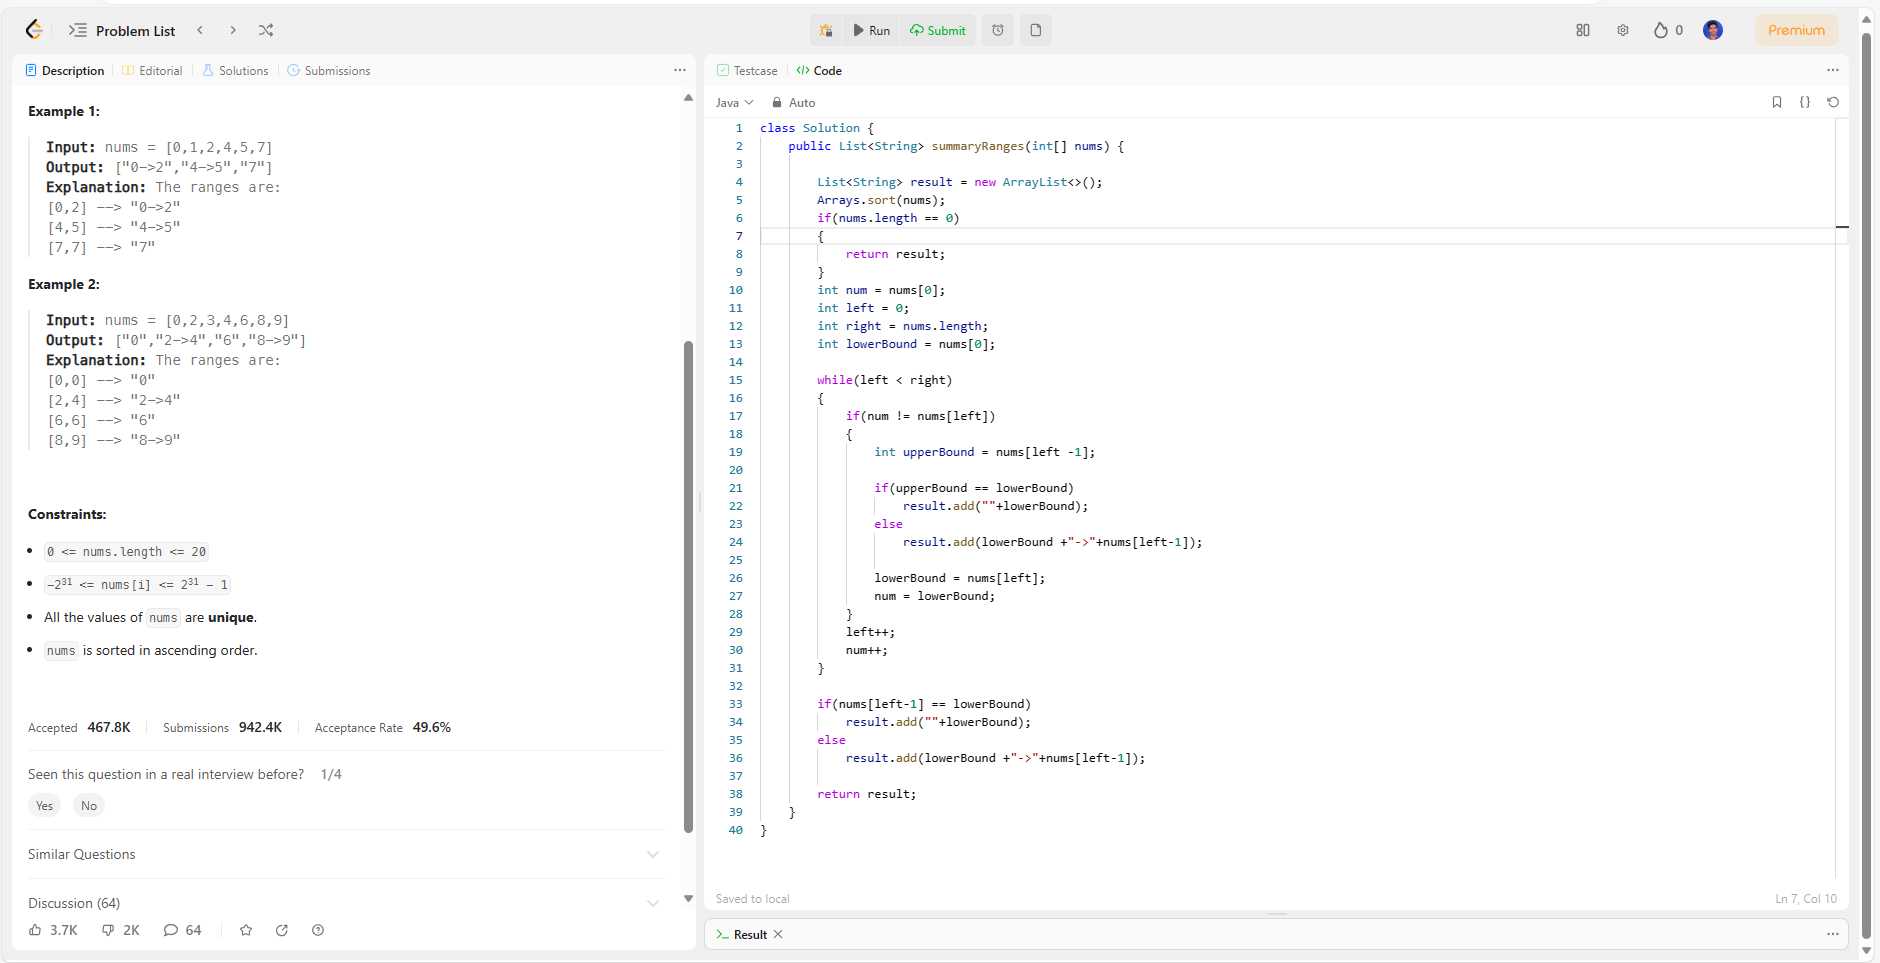 Problem List
Run
Submit
0
Premium
Description
Editorial
Solutions
Submissions
Example 1:
Input: nums = [0,1,2,4,5,7]
Output: ["0->2","4->5","7"]
Explanation: The ranges are:
[0,2] --> "0->2"
[4,5] --> "4->5"
[7,7] --> "7"
Example 2:
Input: nums = [0,2,3,4,6,8,9]
Output: ["0","2->4","6","8->9"]
Explanation: The ranges are:
[0,0] --> "0"
[2,4] --> "2->4"
[6,6] --> "6"
[8,9] --> "8->9"
Constraints:
• 0 <= nums.length <= 20
• -2³¹ <= nums[i] <= 2³¹ - 1
• All the values of nums are unique.
• nums is sorted in ascending order.
Accepted 467.8K Submissions 942.4K Acceptance Rate 49.6%
Seen this question in a real interview before? 1/4
Yes No
Similar Questions
Discussion (64)
3.7K 2K 64
Testcase
</> Code
Java
Auto
{}
1 class Solution {
2     public List<String> summaryRanges(int[] nums) {
3
4         List<String> result = new ArrayList<>();
5         Arrays.sort(nums);
6         if(nums.length == 0)
7         {
8             return result;
9         }
10         int num = nums[0];
11         int left = 0;
12         int right = nums.length;
13         int lowerBound = nums[0];
14
15         while(left < right)
16         {
17             if(num != nums[left])
18             {
19                 int upperBound = nums[left -1];
20
21                 if(upperBound == lowerBound)
22                     result.add(""+lowerBound);
23                 else
24                     result.add(lowerBound +"->"+nums[left-1]);
25
26                 lowerBound = nums[left];
27                 num = lowerBound;
28             }
29             left++;
30             num++;
31         }
32
33         if(nums[left-1] == lowerBound)
34             result.add(""+lowerBound);
35         else
36             result.add(lowerBound +"->"+nums[left-1]);
37
38         return result;
39     }
40 }
Saved to local
Ln 7, Col 10
Result